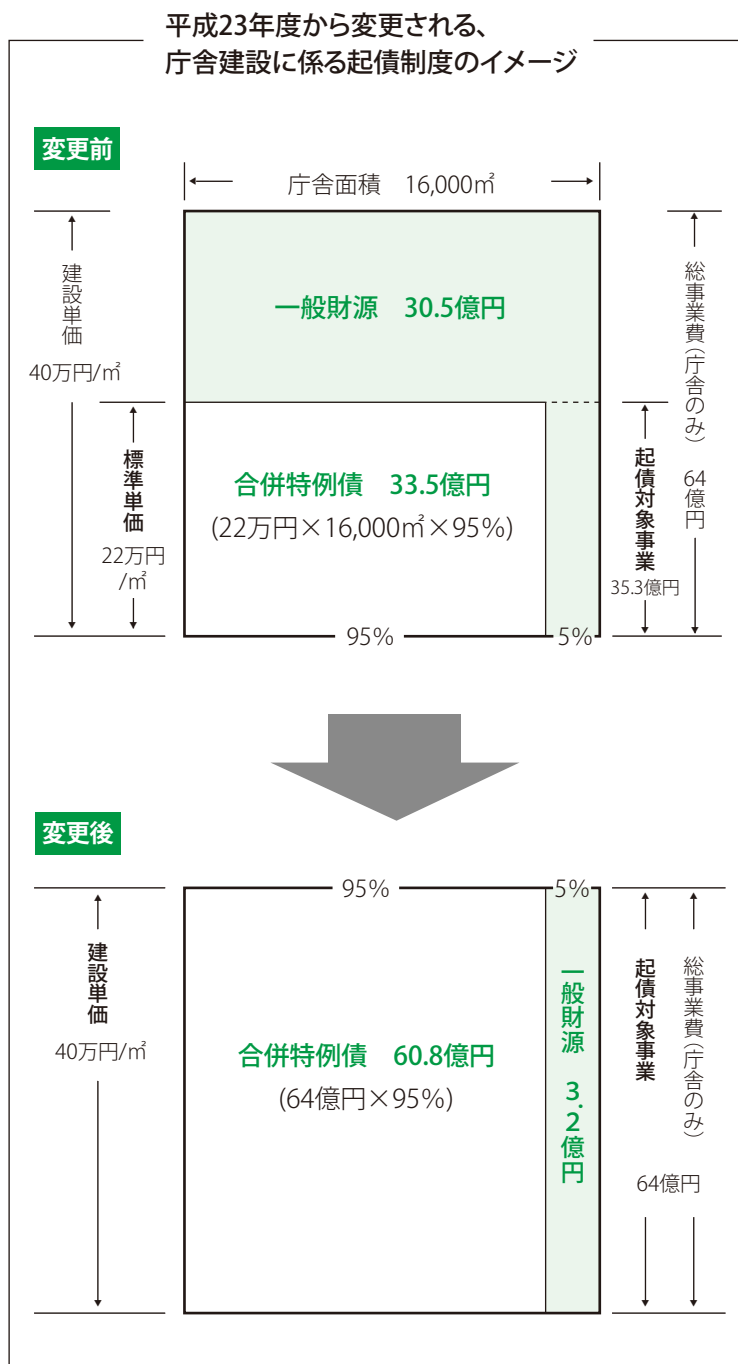 平成23年度から変更される、
庁舎建設に係る起債制度のイメージ
変更前
庁舎面積　16,000㎡
建設単価
40万円/㎡
一般財源　30.5億円
総事業費（庁舎のみ）　64億円
標準単価
22万円
/㎡
合併特例債　33.5億円
(22万円×16,000㎡×95%)
起債対象事業
35.3億円
95%
5%
変更後
95%
5%
建設単価
40万円/㎡
合併特例債　60.8億円
(64億円×95%)
一般財源　3.2億円
起債対象事業
総事業費（庁舎のみ）
64億円